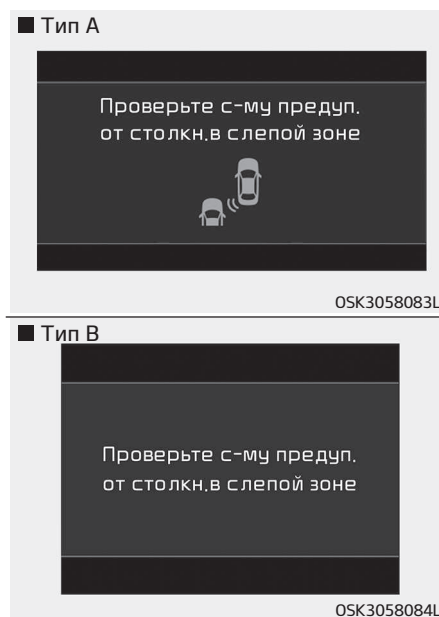 ■ Тип A
Проверьте с-му предуп.
от столкн.в слепой зоне
OSK3058083L
■ Тип B
Проверьте с-му предуп.
от столкн.в слепой зоне
OSK3058084L